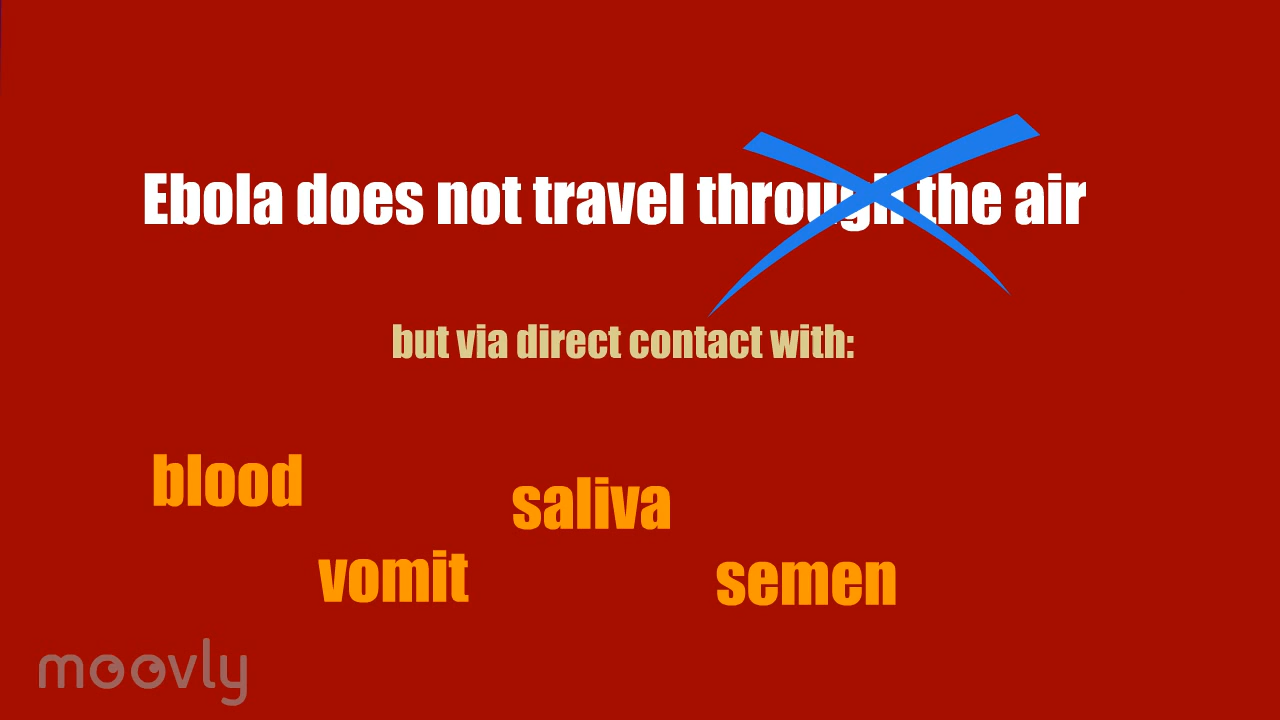 Ebola does not travel through the air
but via direct contact with:
blood
saliva
vomit
semen
moovly